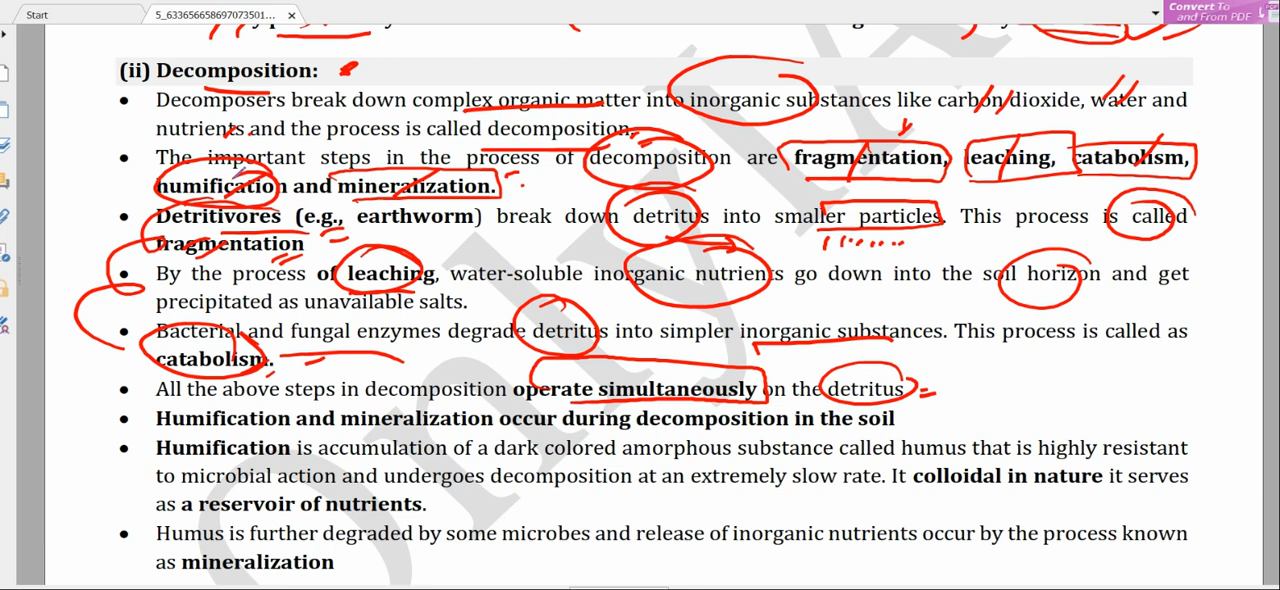 Start
5_633656658697073501...
Convert To
and From PDF
(ii) Decomposition:
• Decomposers break down complex organic matter into inorganic substances like carbon dioxide, water and
nutrients and the process is called decomposition.
• The important steps in the process of decomposition are fragmentation, leaching, catabolism,
humification and mineralization.
• Detritivores (e.g., earthworm) break down detritus into smaller particles. This process is called
fragmentation
• By the process of leaching, water-soluble inorganic nutrients go down into the soil horizon and get
precipitated as unavailable salts.
• Bacterial and fungal enzymes degrade detritus into simpler inorganic substances. This process is called as
catabolism.
• All the above steps in decomposition operate simultaneously on the detritus
• Humification and mineralization occur during decomposition in the soil
• Humification is accumulation of a dark colored amorphous substance called humus that is highly resistant
to microbial action and undergoes decomposition at an extremely slow rate. It colloidal in nature it serves
as a reservoir of nutrients.
• Humus is further degraded by some microbes and release of inorganic nutrients occur by the process known
as mineralization